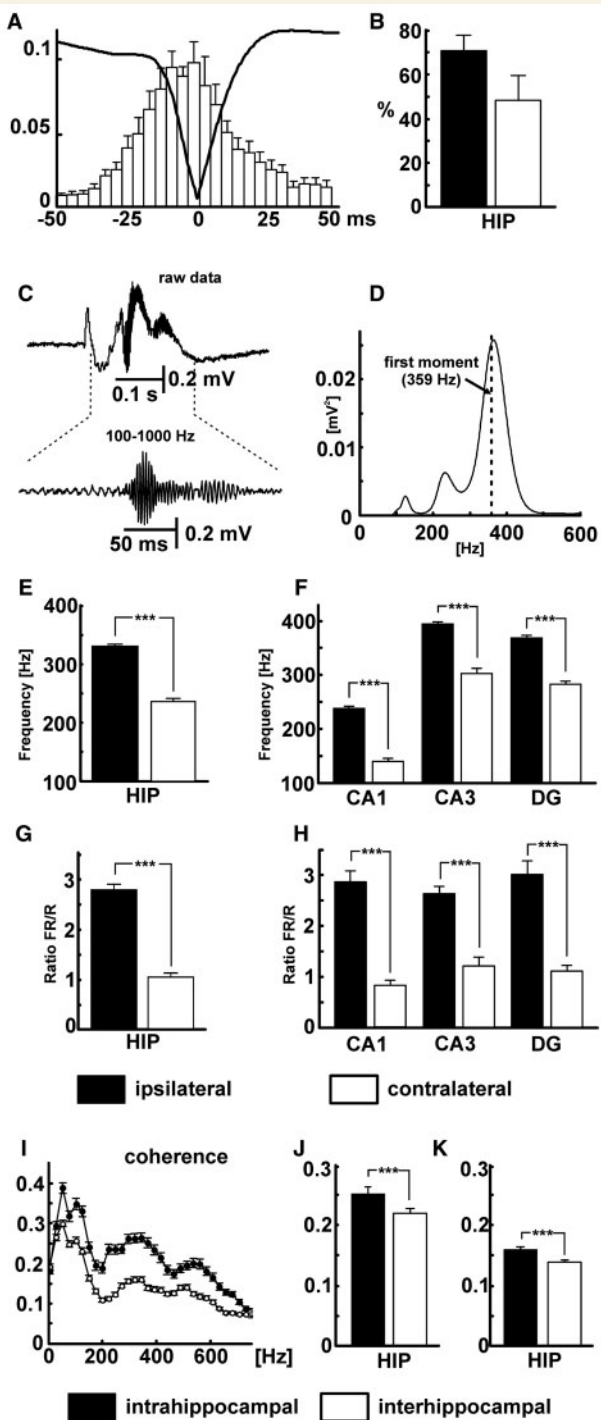 A
0.1
0.05
0
-50 -25 0 25 50 ms
B
80
60
%
40
20
0
HIP
C
raw data
0.2 mV
0.1 s
100-1000 Hz
0.2 mV
50 ms
D
first moment
(359 Hz)
0.02
[mV²]
0.01
0
0 200 400 600
[Hz]
E
400
***
300
Frequency [Hz]
200
100
HIP
F
400
*** *** ***
300
Frequency [Hz]
200
100
CA1 CA3 DG
G
***
3
2
Ratio FR/R
1
0
HIP
H
*** *** ***
3
2
Ratio FR/R
1
0
CA1 CA3 DG
ipsilateral contralateral
I
coherence
0.4
0.3
0.2
0.1
0
0 200 400 600 [Hz]
J
0.3
***
0.2
0.1
0
HIP
K
0.3
***
0.2
0.1
0
HIP
intrahippocampal interhippocampal